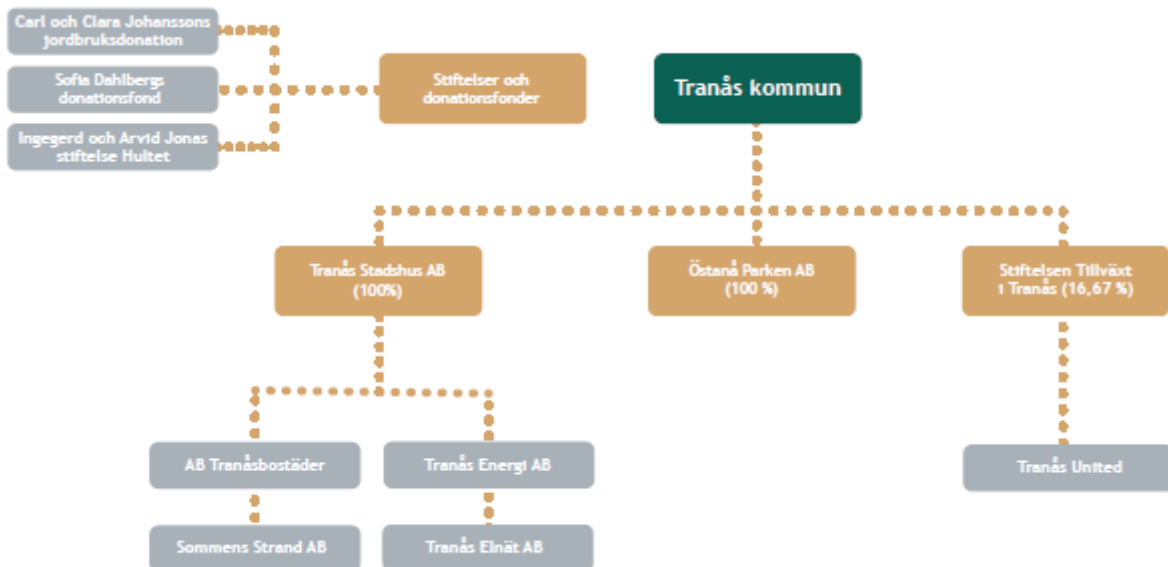 Carl och Clara Johanssons
jordbruksdonation
Sofia Dahlbergs
donationsfond
Ingegerd och Arvid Jonas
stiftelse Hultet
Stiftelser och
donationsfonder
Tranås kommun
Tranås Stadshus AB
(100%)
Östanå Parken AB
(100 %)
Stiftelsen Tillväxt
i Tranås (16,67 %)
AB Tranåsbostäder
Tranås Energi AB
Tranås United
Sommens Strand AB
Tranås Elnät AB